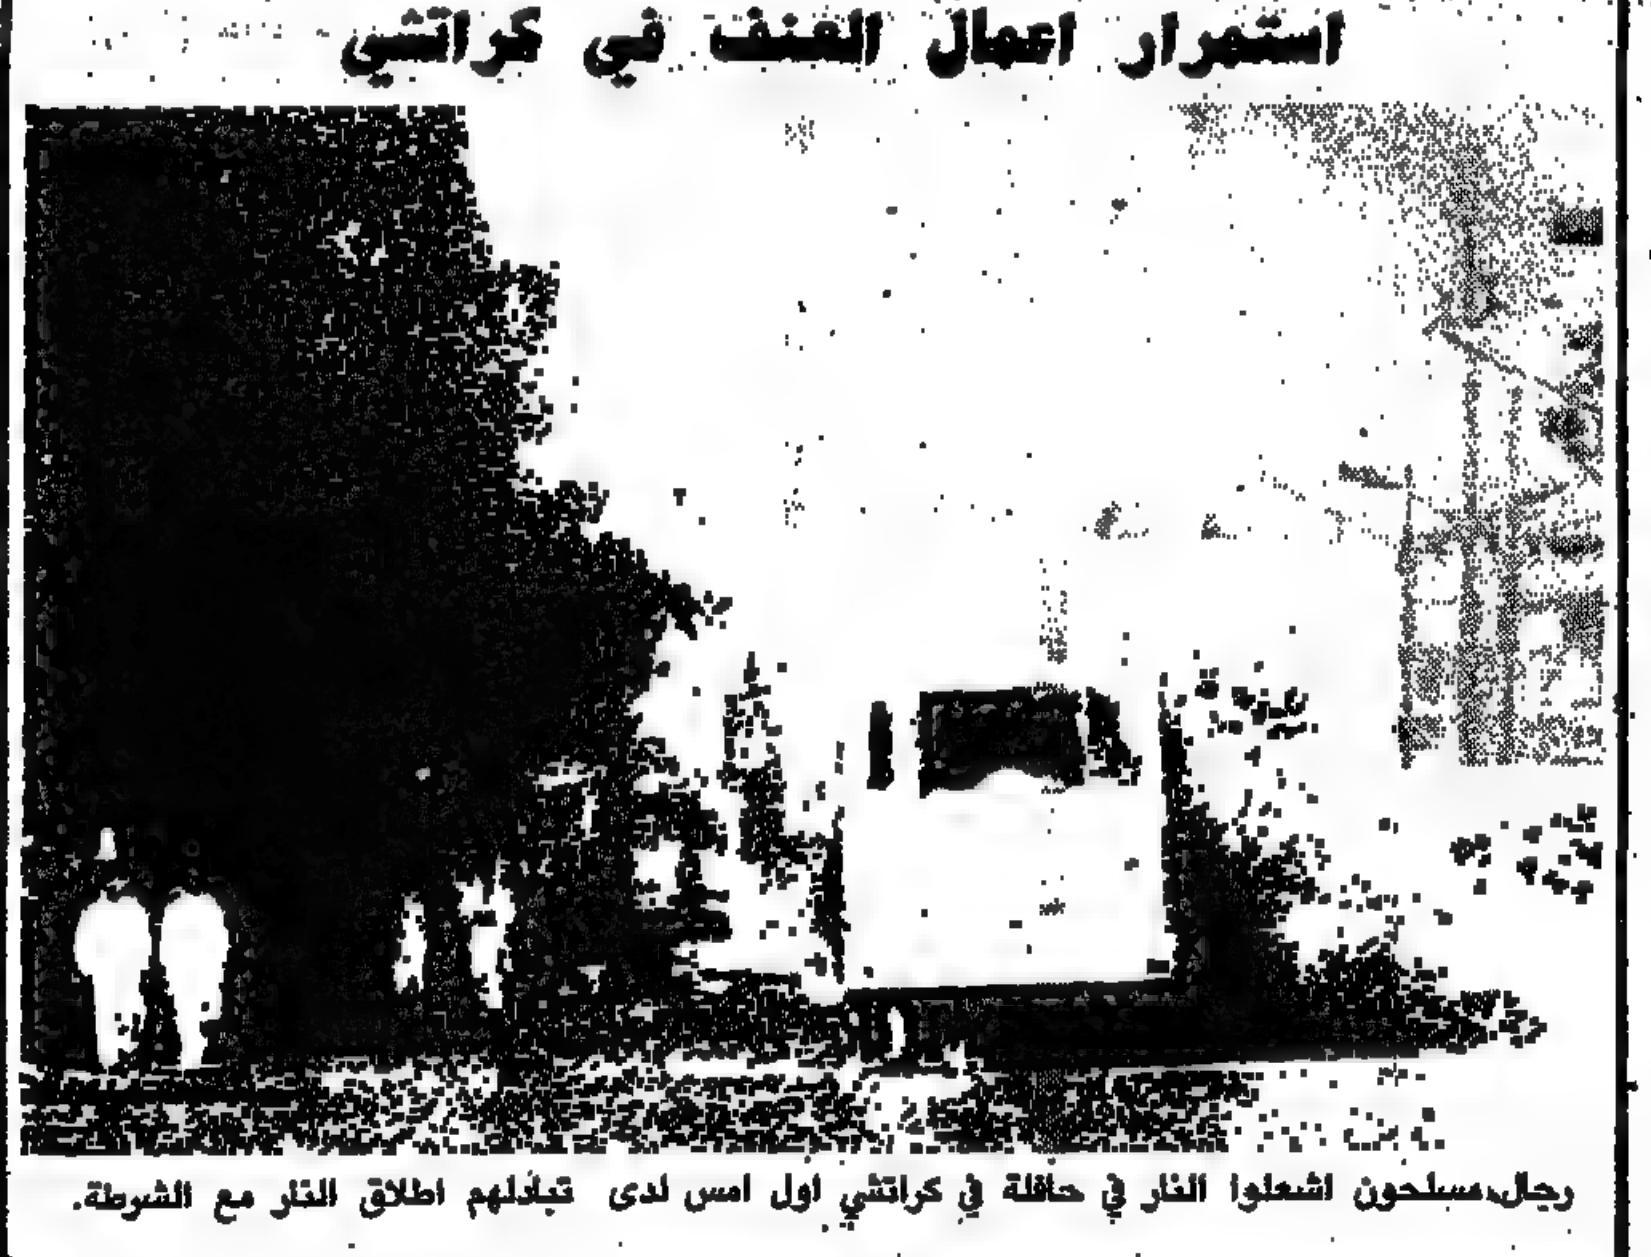 استمرار اعمال العنف في كراتشي
رجال مسلحون اشعلوا النار في حافلة في كراتشي اول امس لدى تبادلهم اطلاق النار مع الشرطة.